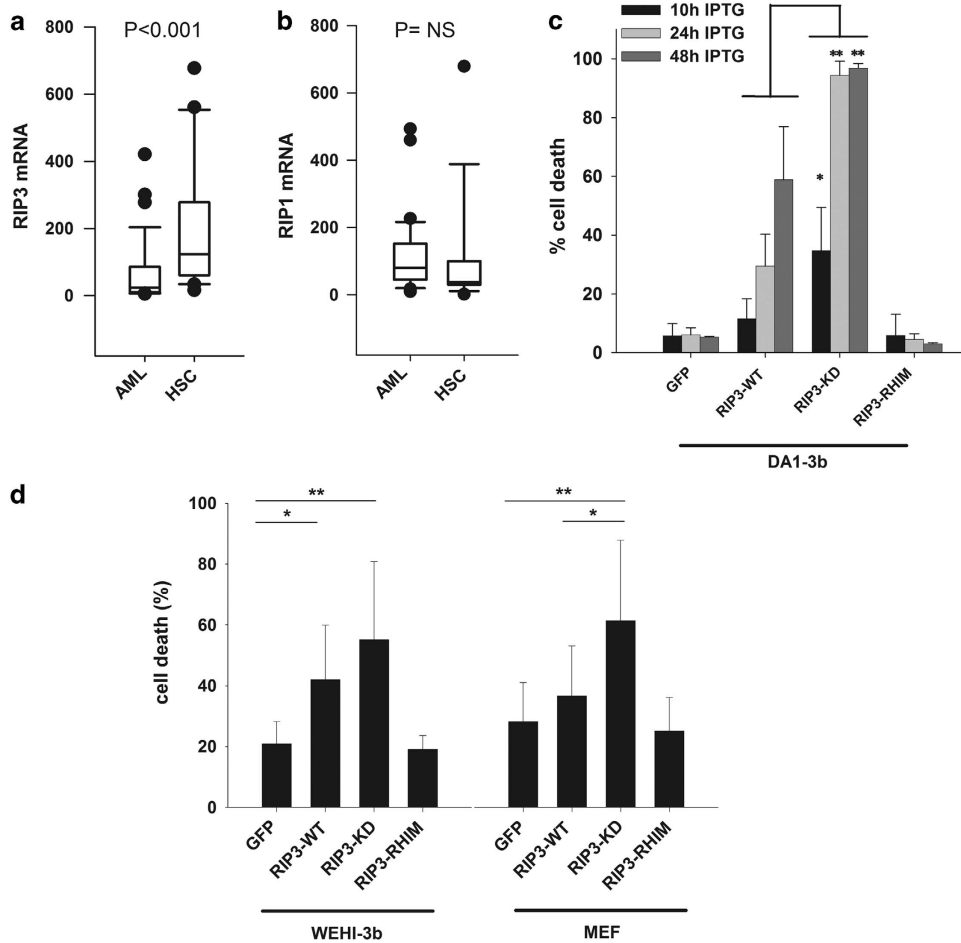 a
P<0.001
RIP3 mRNA
800
600
400
200
0
AML
HSC
b
P= NS
RIP1 mRNA
800
600
400
200
0
AML
HSC
c
10h IPTG
24h IPTG
48h IPTG
% cell death
100
80
60
40
20
0
*
**
**
GFP
RIP3-WT
RIP3-KD
RIP3-RHIM
DA1-3b
d
cell death (%)
100
80
60
40
20
0
**
*
**
*
GFP
RIP3-WT
RIP3-KD
RIP3-RHIM
GFP
RIP3-WT
RIP3-KD
RIP3-RHIM
WEHI-3b
MEF